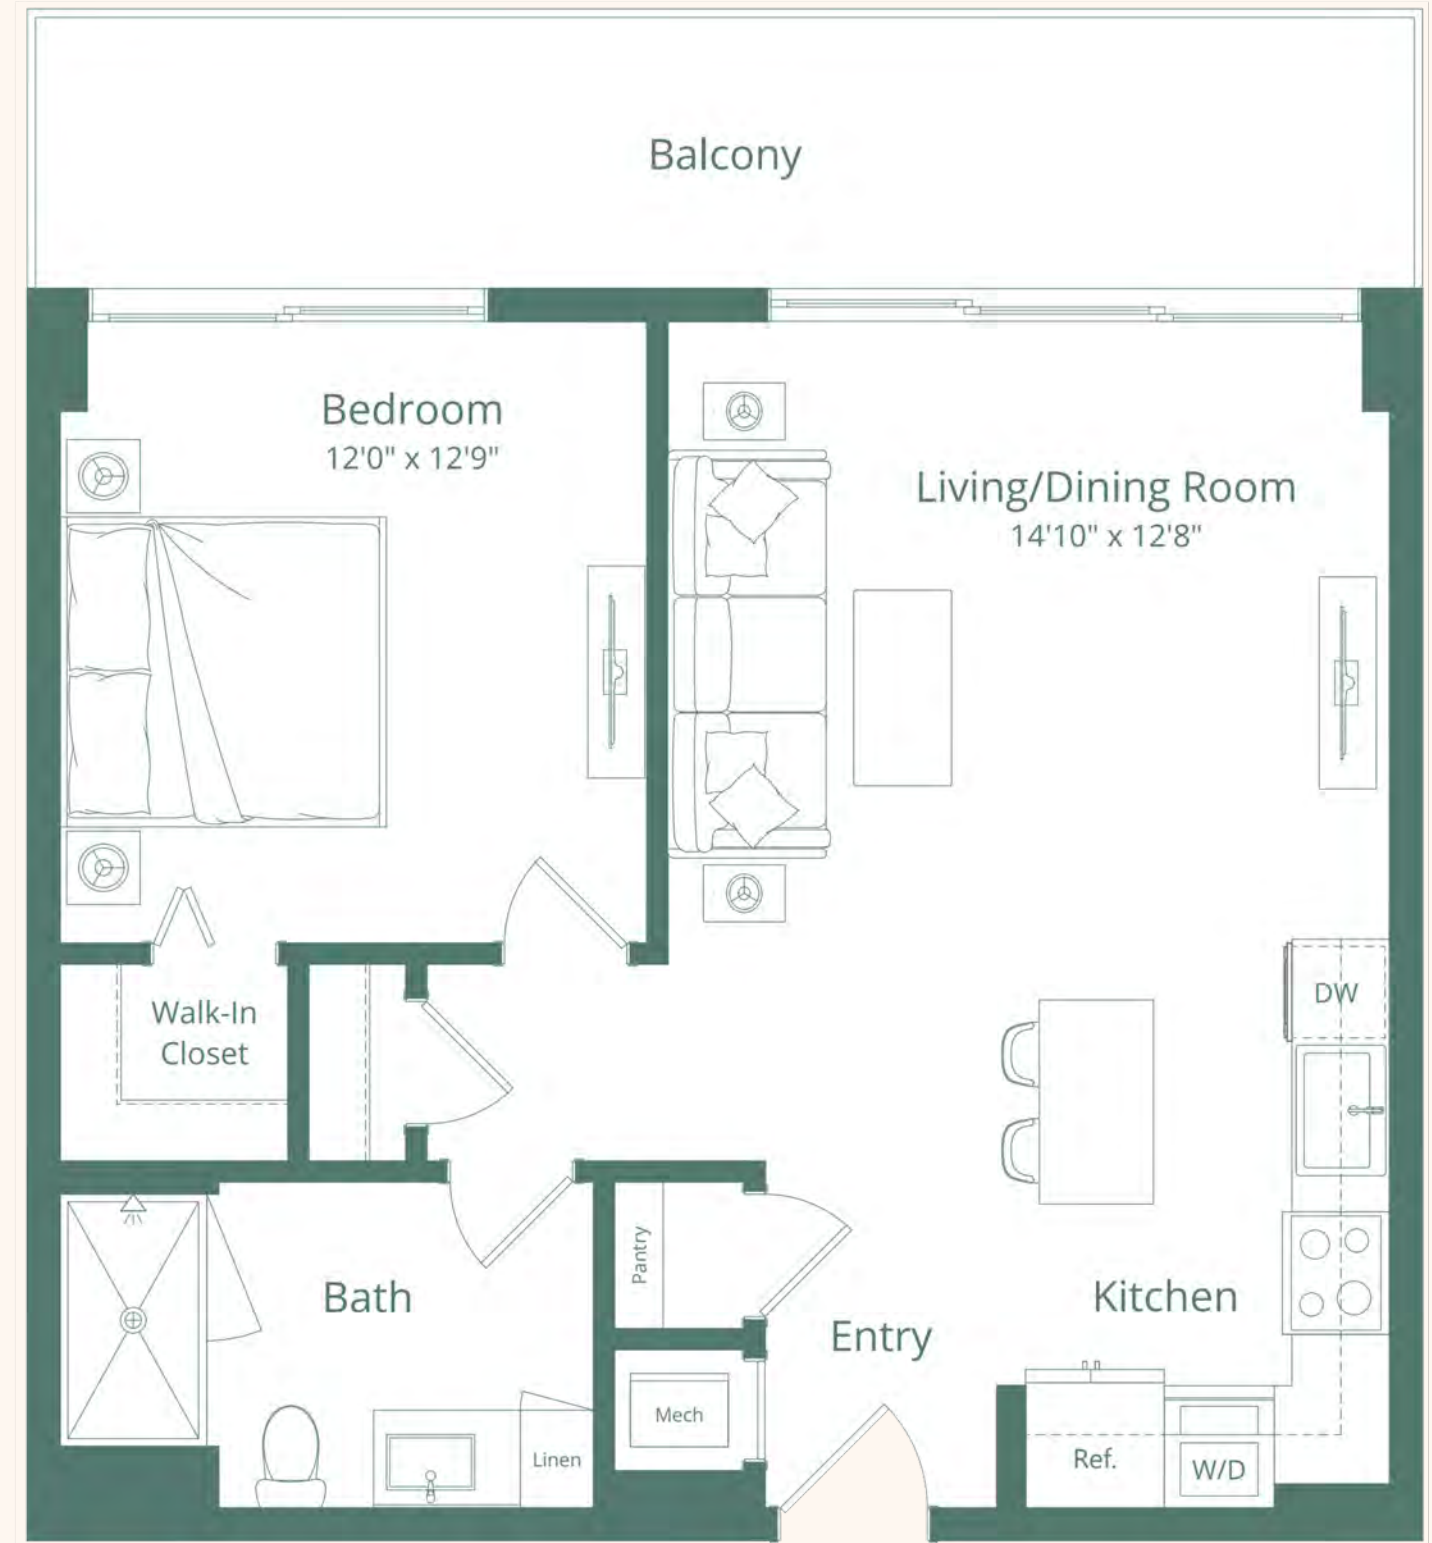 Balcony
Bedroom
12'0" x 12'9"
Living/Dining Room
14'10" x 12'8"
DW
Walk-In
Closet
Pantry
Bath
Kitchen
Entry
Mech
Linen
Ref.
W/D